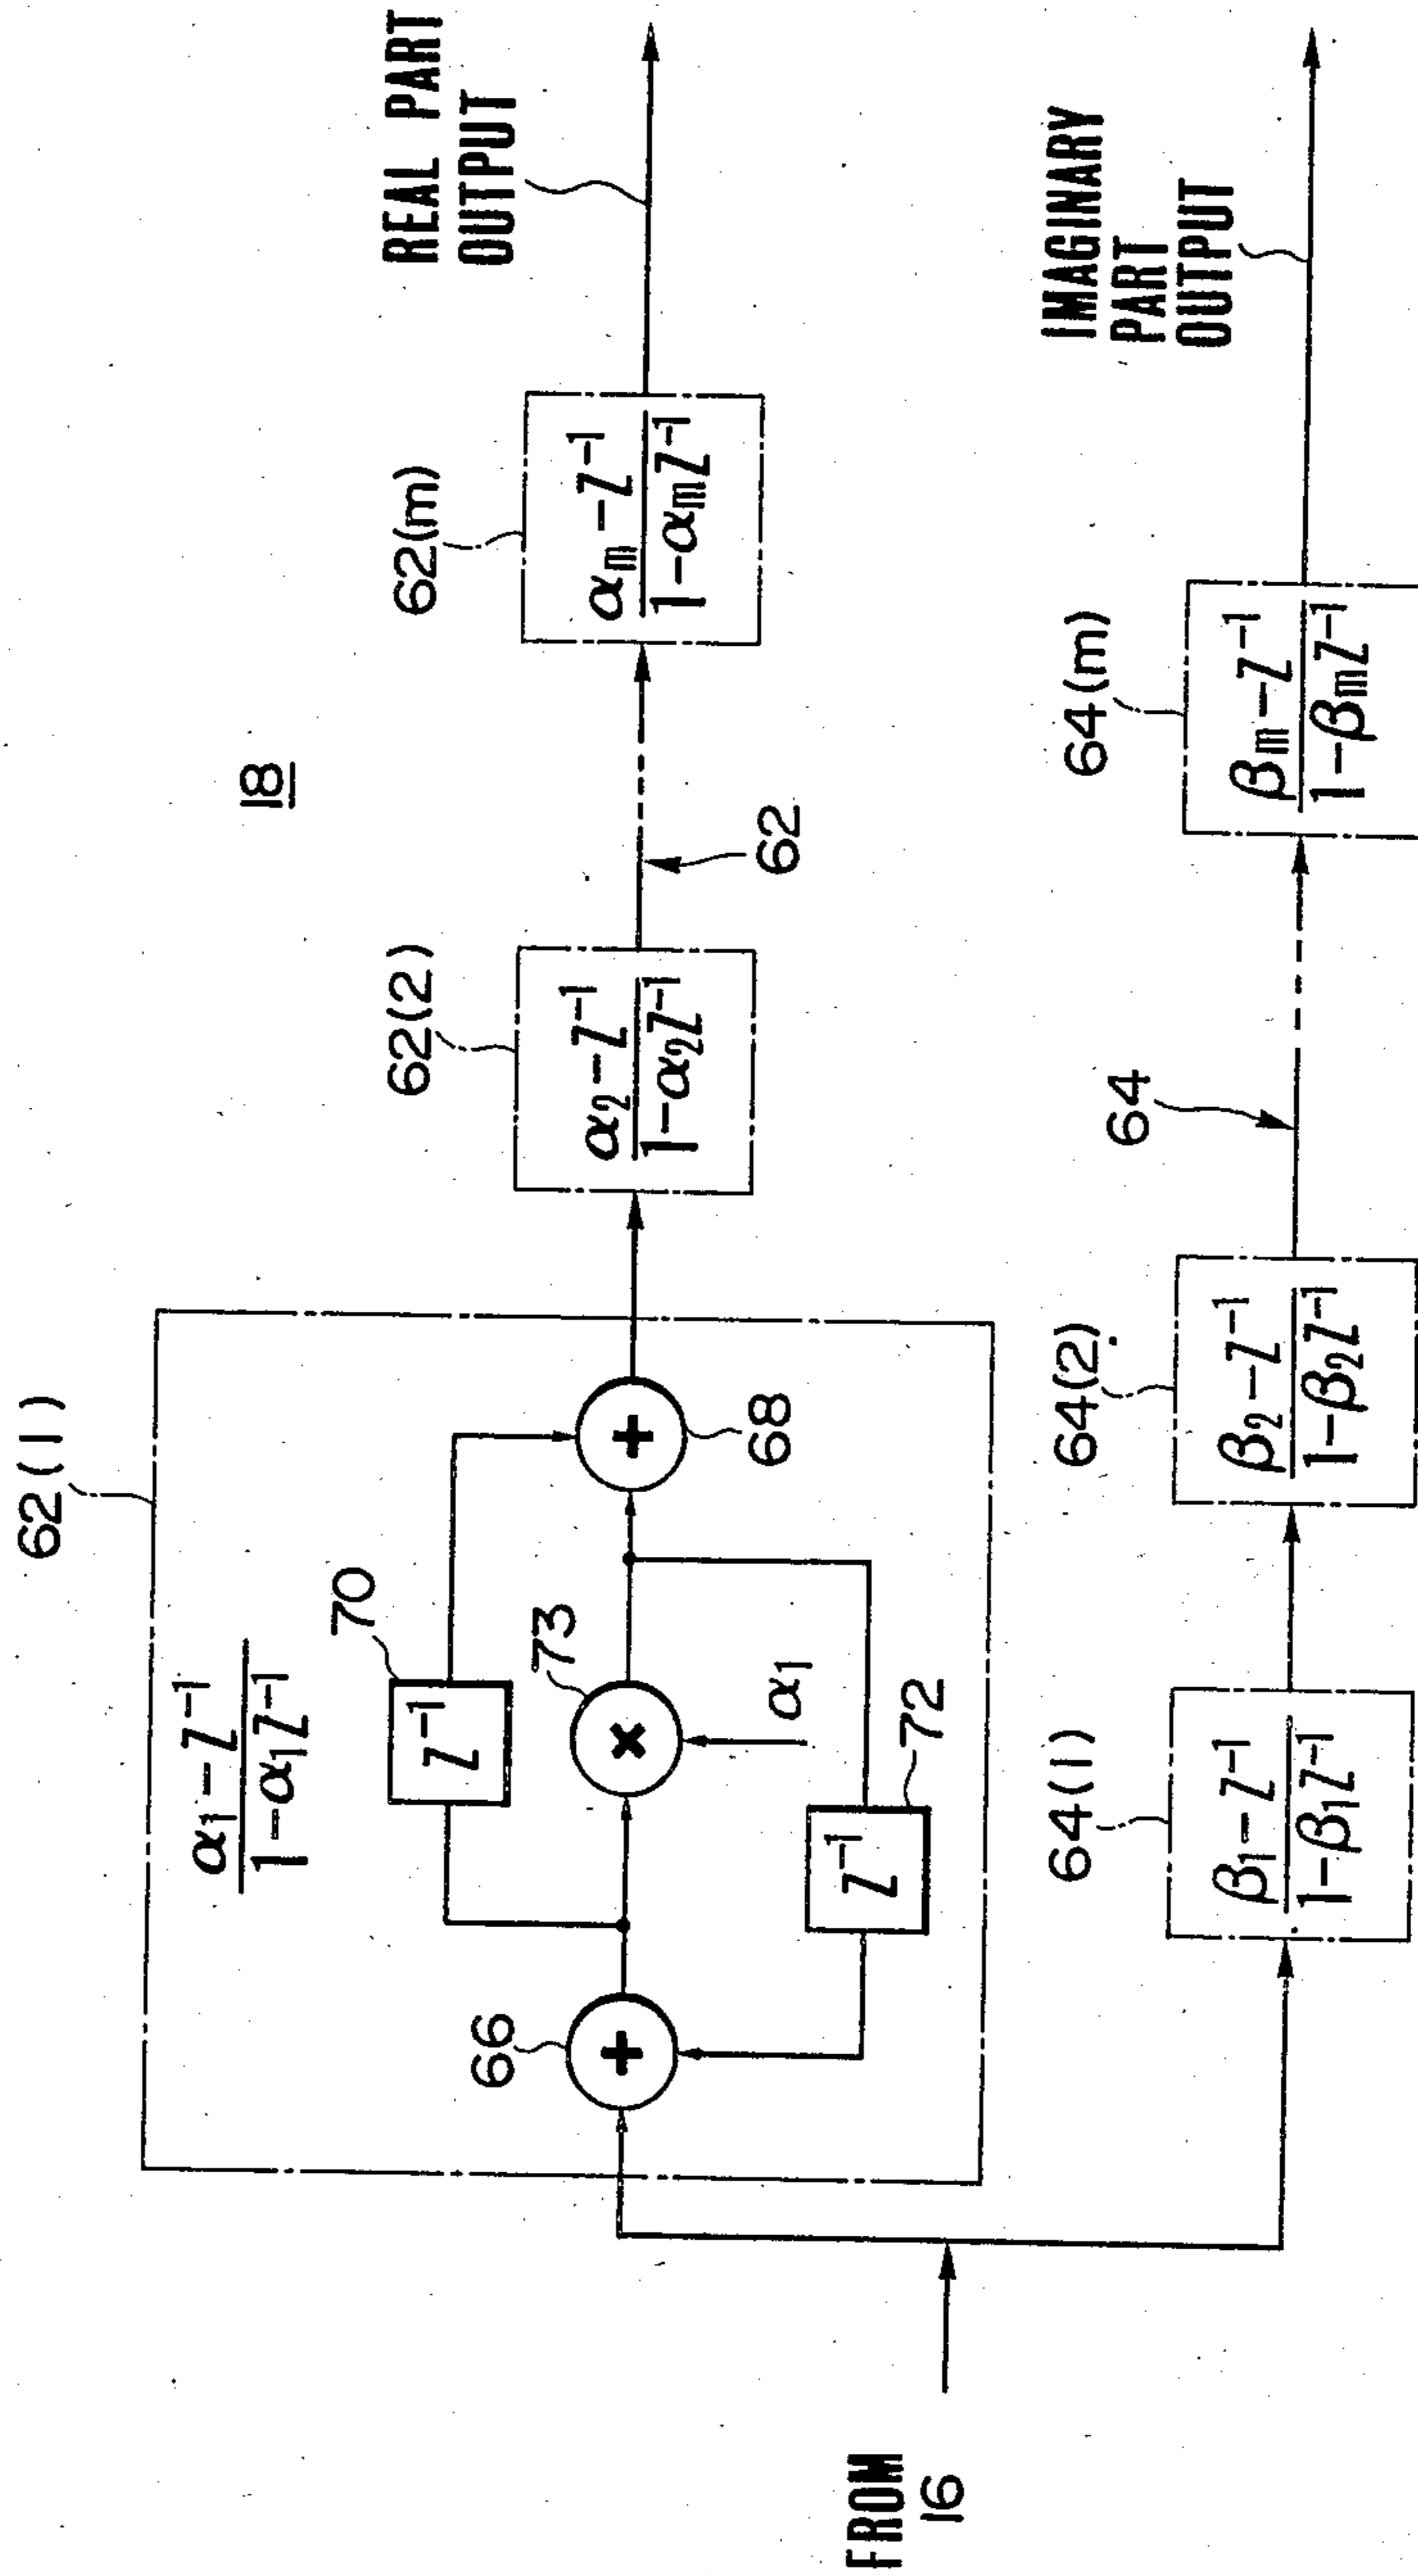 18
62(1)
α₁-Z⁻¹
1-α₁Z⁻¹
70
Z⁻¹
66
+
73
×
68
+
α₁
72
Z⁻¹
62(2)
α₂-Z⁻¹
1-α₂Z⁻¹
62
62(m)
αₘ-Z⁻¹
1-αₘZ⁻¹
REAL PART
OUTPUT
FROM
16
64(1)
β₁-Z⁻¹
1-β₁Z⁻¹
64(2)
β₂-Z⁻¹
1-β₂Z⁻¹
64
64(m)
βₘ-Z⁻¹
1-βₘZ⁻¹
IMAGINARY
PART
OUTPUT